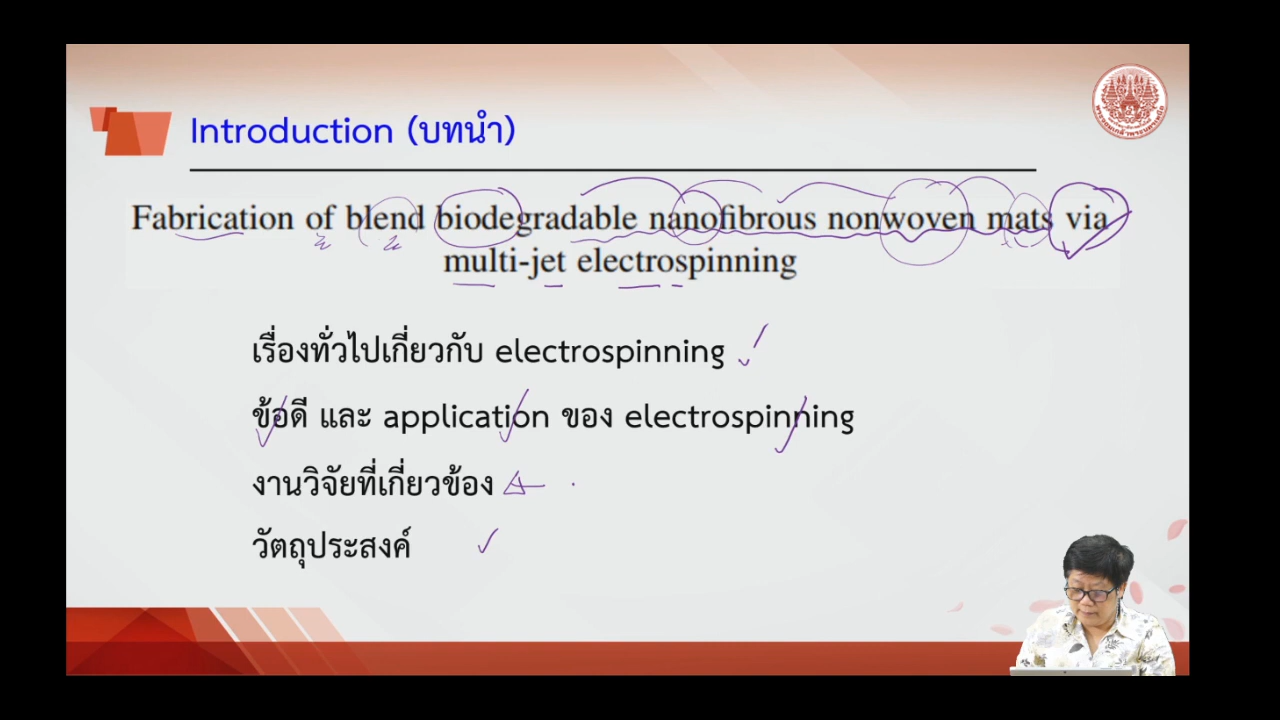 Introduction (บทนำ)
Fabrication of blend biodegradable nanofibrous nonwoven mats via
multi-jet electrospinning
เรื่องทั่วไปเกี่ยวกับ electrospinning
ข้อดี และ application ของ electrospinning
งานวิจัยที่เกี่ยวข้อง
วัตถุประสงค์